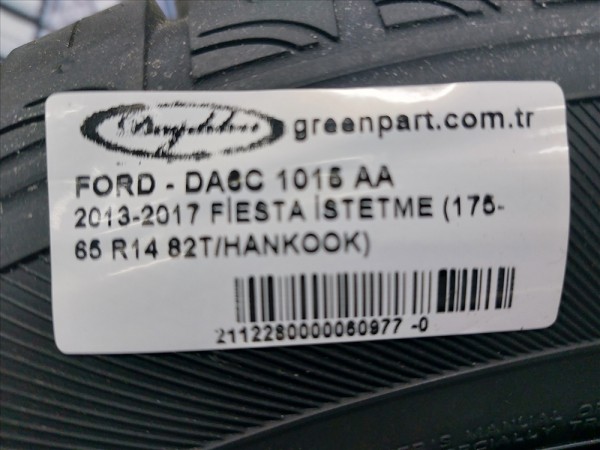 greenpart.com.tr
FORD - DA6C 1015 AA
2013-2017 FİESTA İSTETME (175-
65 R14 82T/HANKOOK)
2112280000060977 -0
MANUAL